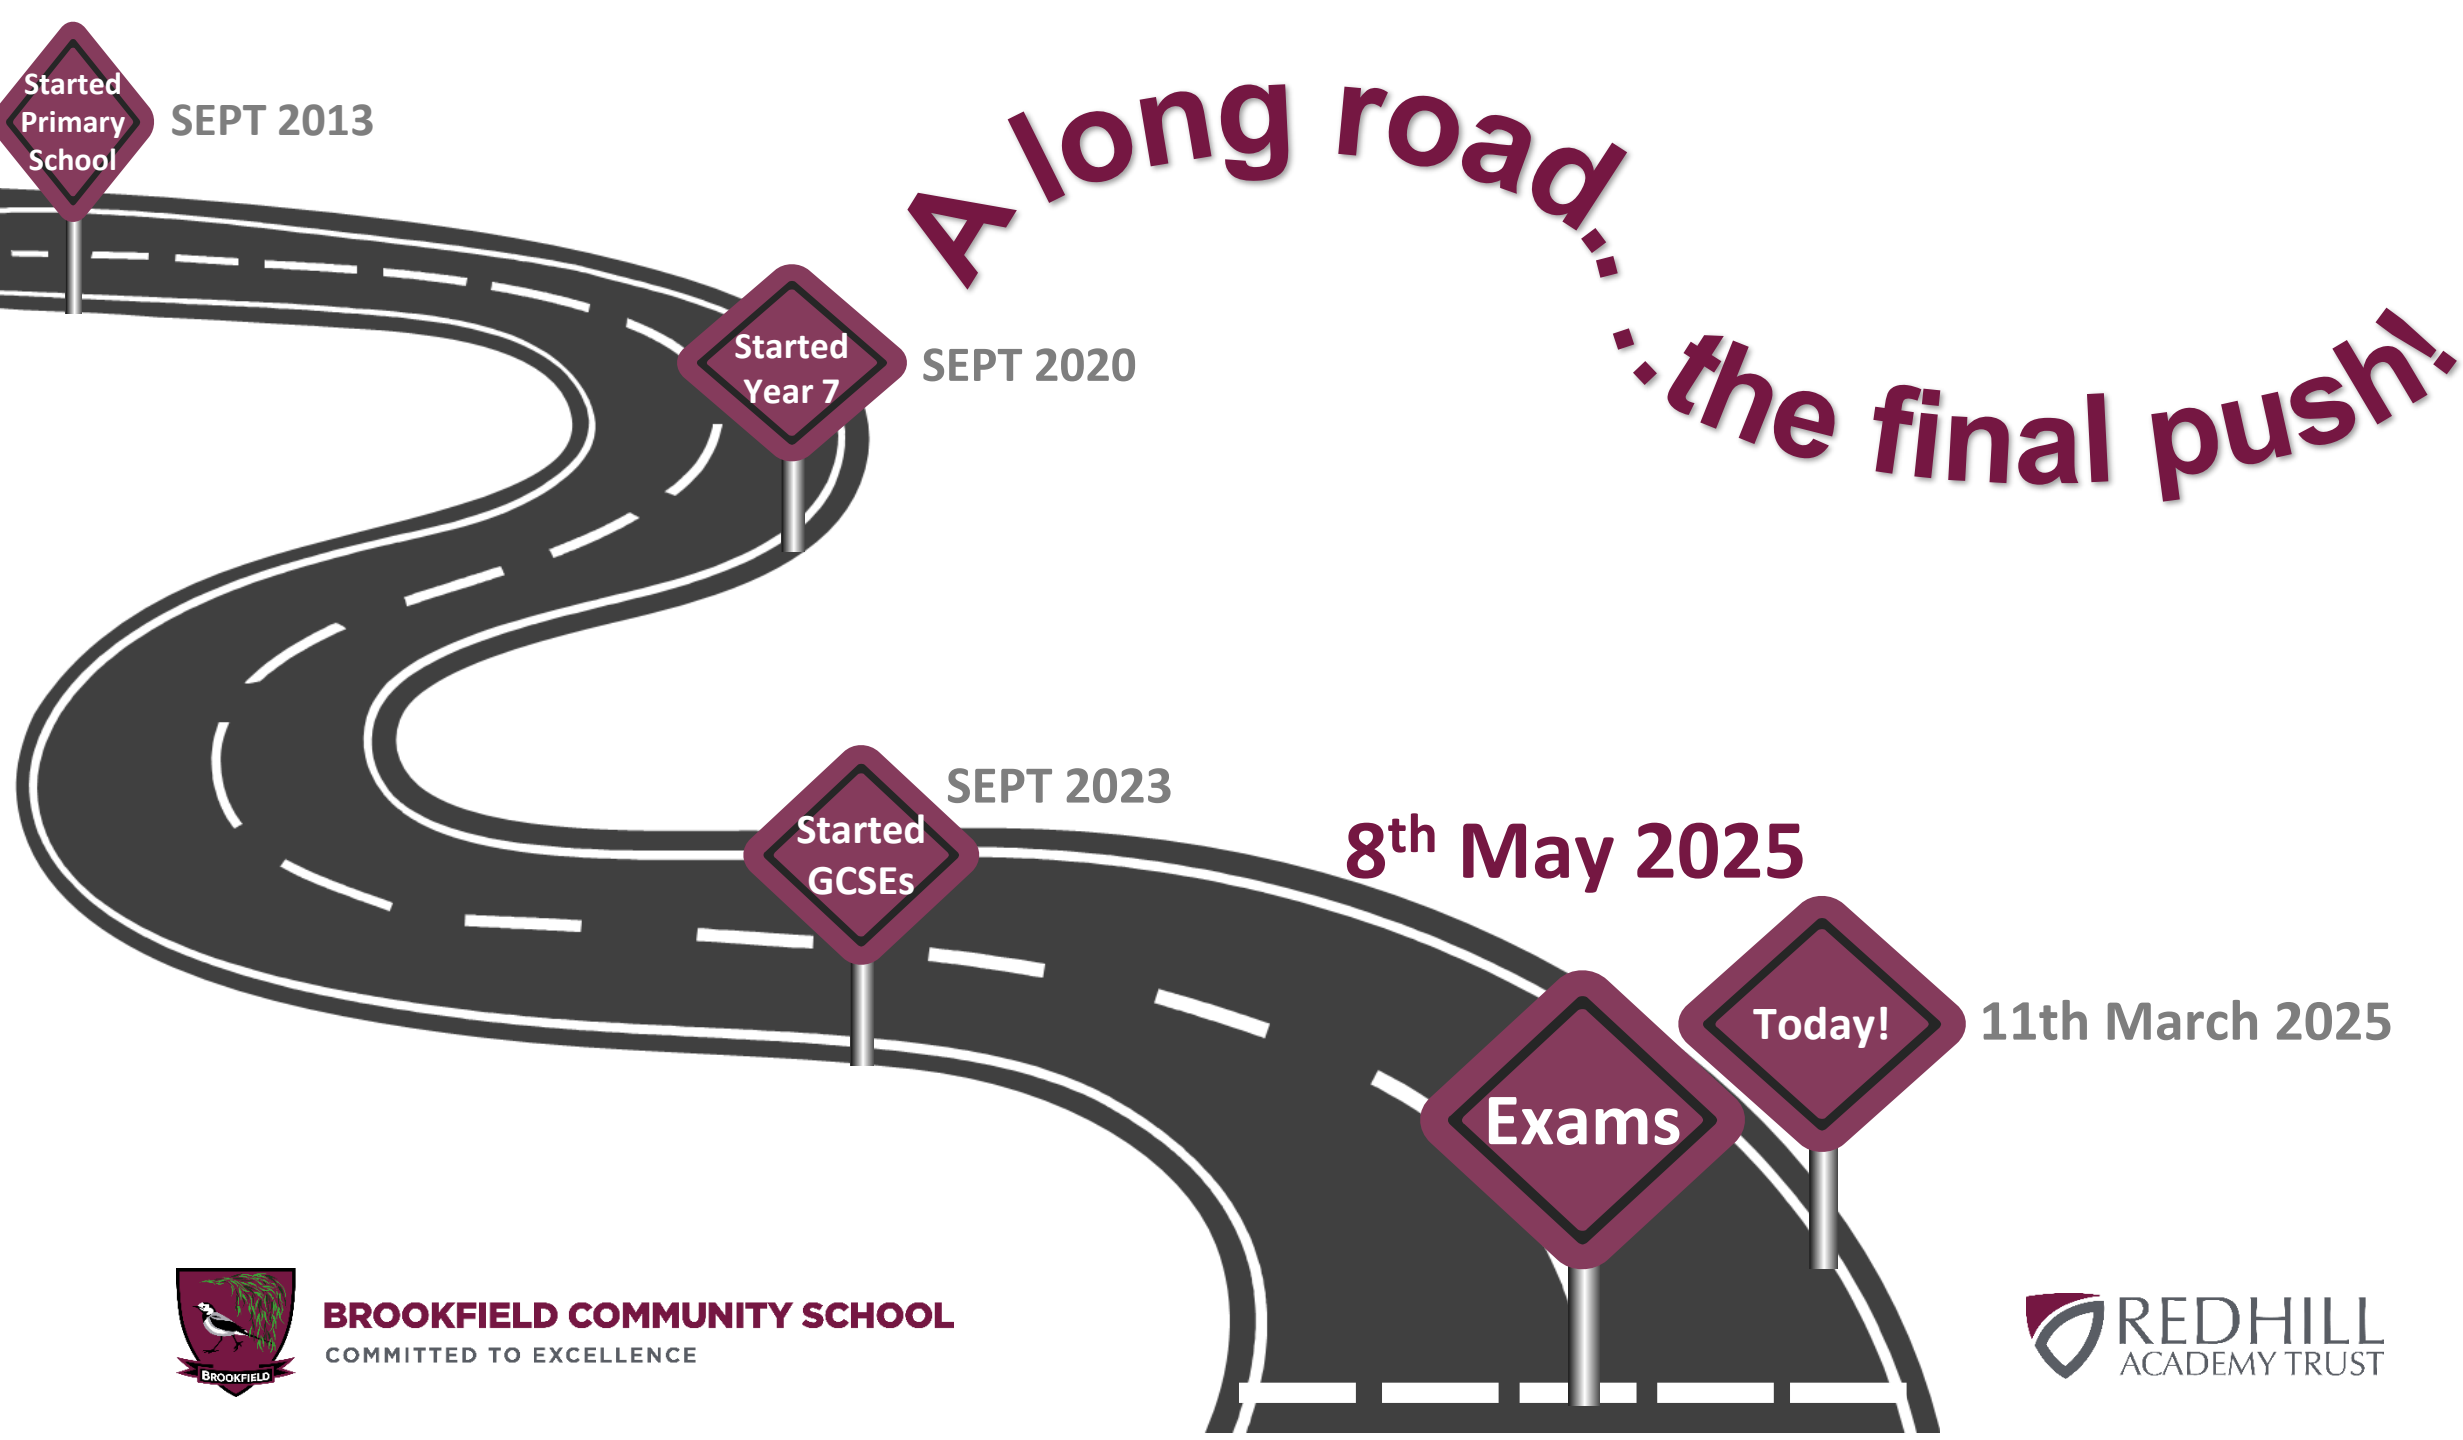 A long road...
...the final push!
Started
Primary
School
SEPT 2013
Started
Year 7
SEPT 2020
Started
GCSEs
SEPT 2023
8th May 2025
Exams
Today!
11th March 2025
BROOKFIELD
BROOKFIELD COMMUNITY SCHOOL
COMMITTED TO EXCELLENCE
REDHILL
ACADEMY TRUST